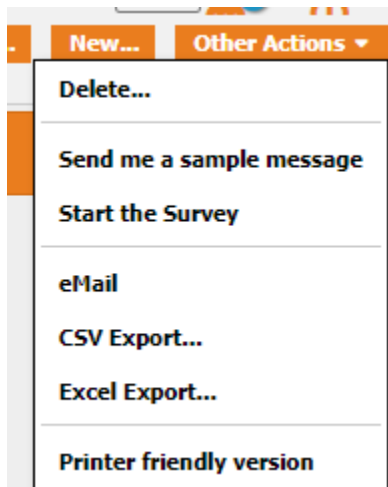 New...
Other Actions
Delete...
Send me a sample message
Start the Survey
eMail
CSV Export...
Excel Export...
Printer friendly version